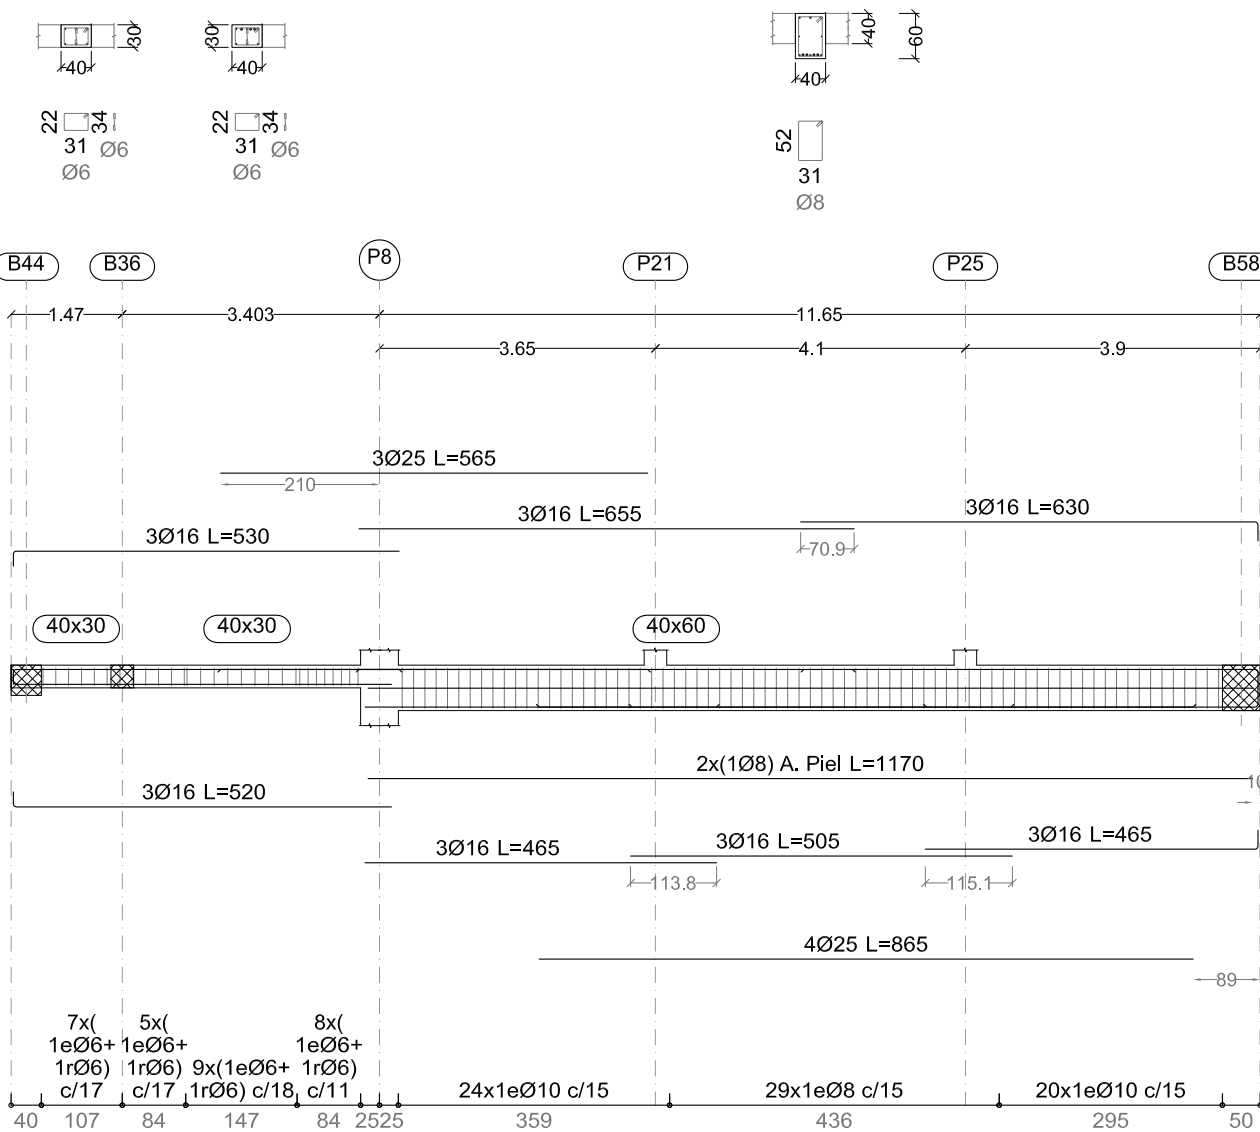 30
40
30
40
40
60
40
22
31
34
Ø6
Ø6
22
31
34
Ø6
Ø6
52
31
Ø8
B44
B36
P8
P21
P25
B58
1.47
3.403
11.65
3.65
4.1
3.9
3Ø25 L=565
210
3Ø16 L=655
3Ø16 L=630
70.9
3Ø16 L=530
40x30
40x30
40x60
2x(1Ø8) A. Piel L=1170
10
3Ø16 L=520
3Ø16 L=465
3Ø16 L=505
3Ø16 L=465
113.8
115.1
4Ø25 L=865
89
7x(
1eØ6+
1rØ6)
c/17
5x(
1eØ6+
1rØ6)
c/17
9x(1eØ6+
1rØ6) c/18
8x(
1eØ6+
1rØ6)
c/11
24x1eØ10 c/15
29x1eØ8 c/15
20x1eØ10 c/15
40
107
84
147
84
25
25
359
436
295
50